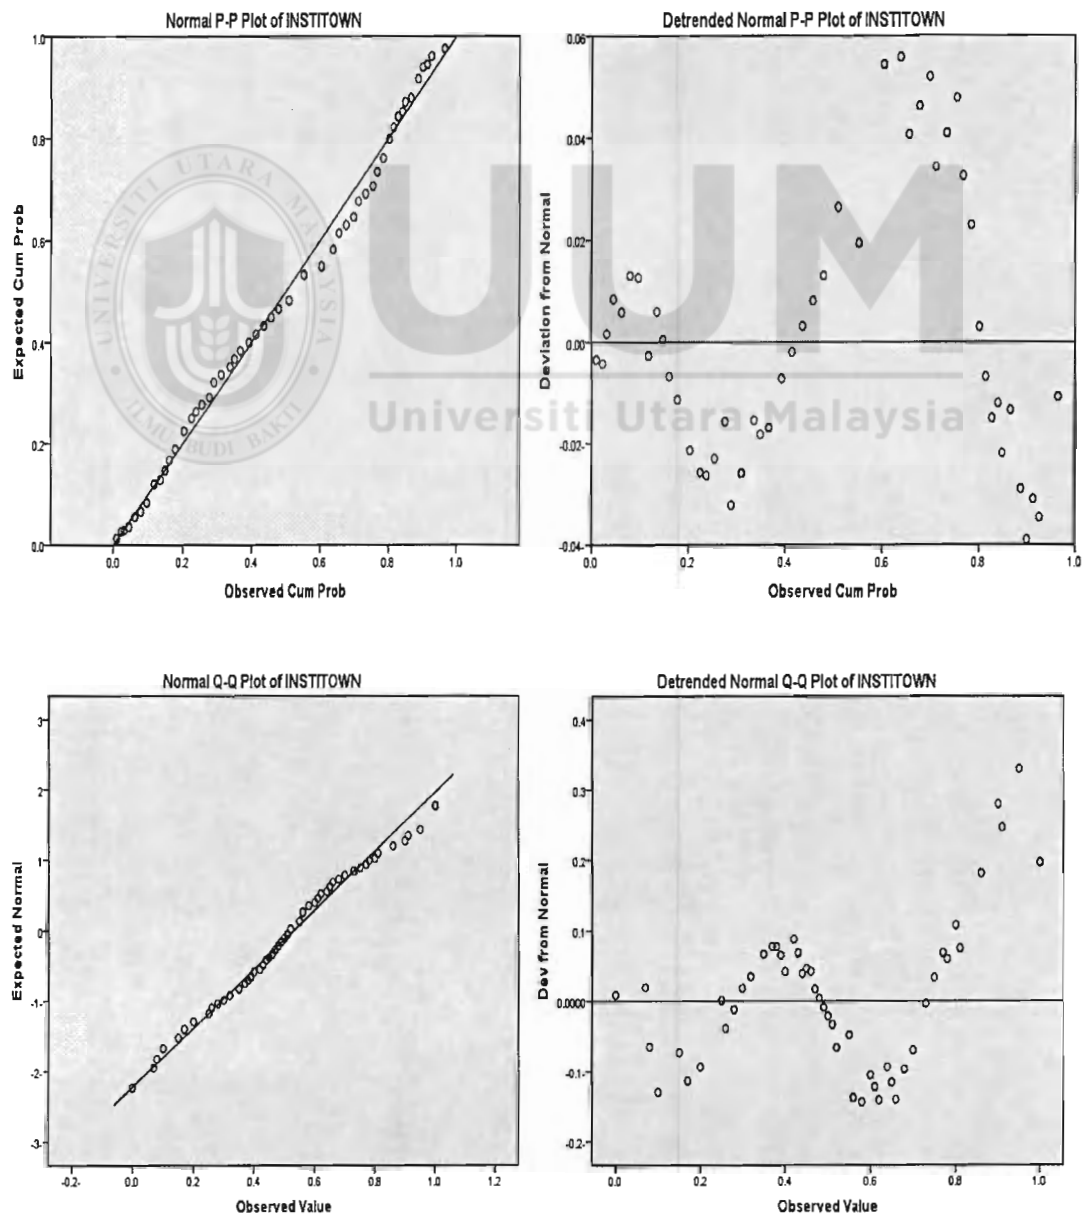 Normal P-P Plot of INSTITOWN
Expected Cum Prob
1.0
0.8
0.6
0.4
0.2
0.0
0.0 0.2 0.4 0.6 0.8 1.0
Observed Cum Prob
Detrended Normal P-P Plot of INSTITOWN
Deviation from Normal
0.06
0.04
0.02
0.00
-0.02
-0.04
0.0 0.2 0.4 0.6 0.8 1.0
Observed Cum Prob
UNIVERSITI UTARA MALAYSIA
ILMU BUDI BAKTI
UUM
Universiti Utara Malaysia
Normal Q-Q Plot of INSTITOWN
Expected Normal
3
2
1
0
-1
-2
-3
-0.2 0.0 0.2 0.4 0.6 0.8 1.0 1.2
Observed Value
Detrended Normal Q-Q Plot of INSTITOWN
Dev from Normal
0.4
0.3
0.2
0.1
0.0000
-0.1
-0.2
0.0 0.2 0.4 0.6 0.8 1.0
Observed Value